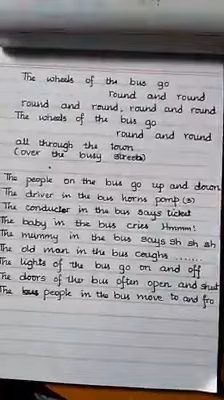 The wheels of the bus go
round and round
round and round, round and round
The wheels of the bus go
round and round
all through the town
(over the busy streets)
The people on the bus go up and down
The driver in the bus horns pomp (3)
The conductor in the bus says ticket
The baby in the bus cries Hmmm!
The mummy in the bus says sh sh sh
The old man in the bus coughs .......
The lights of the bus go on and off
The doors of the bus often open and shut
The people in the bus move to and fro